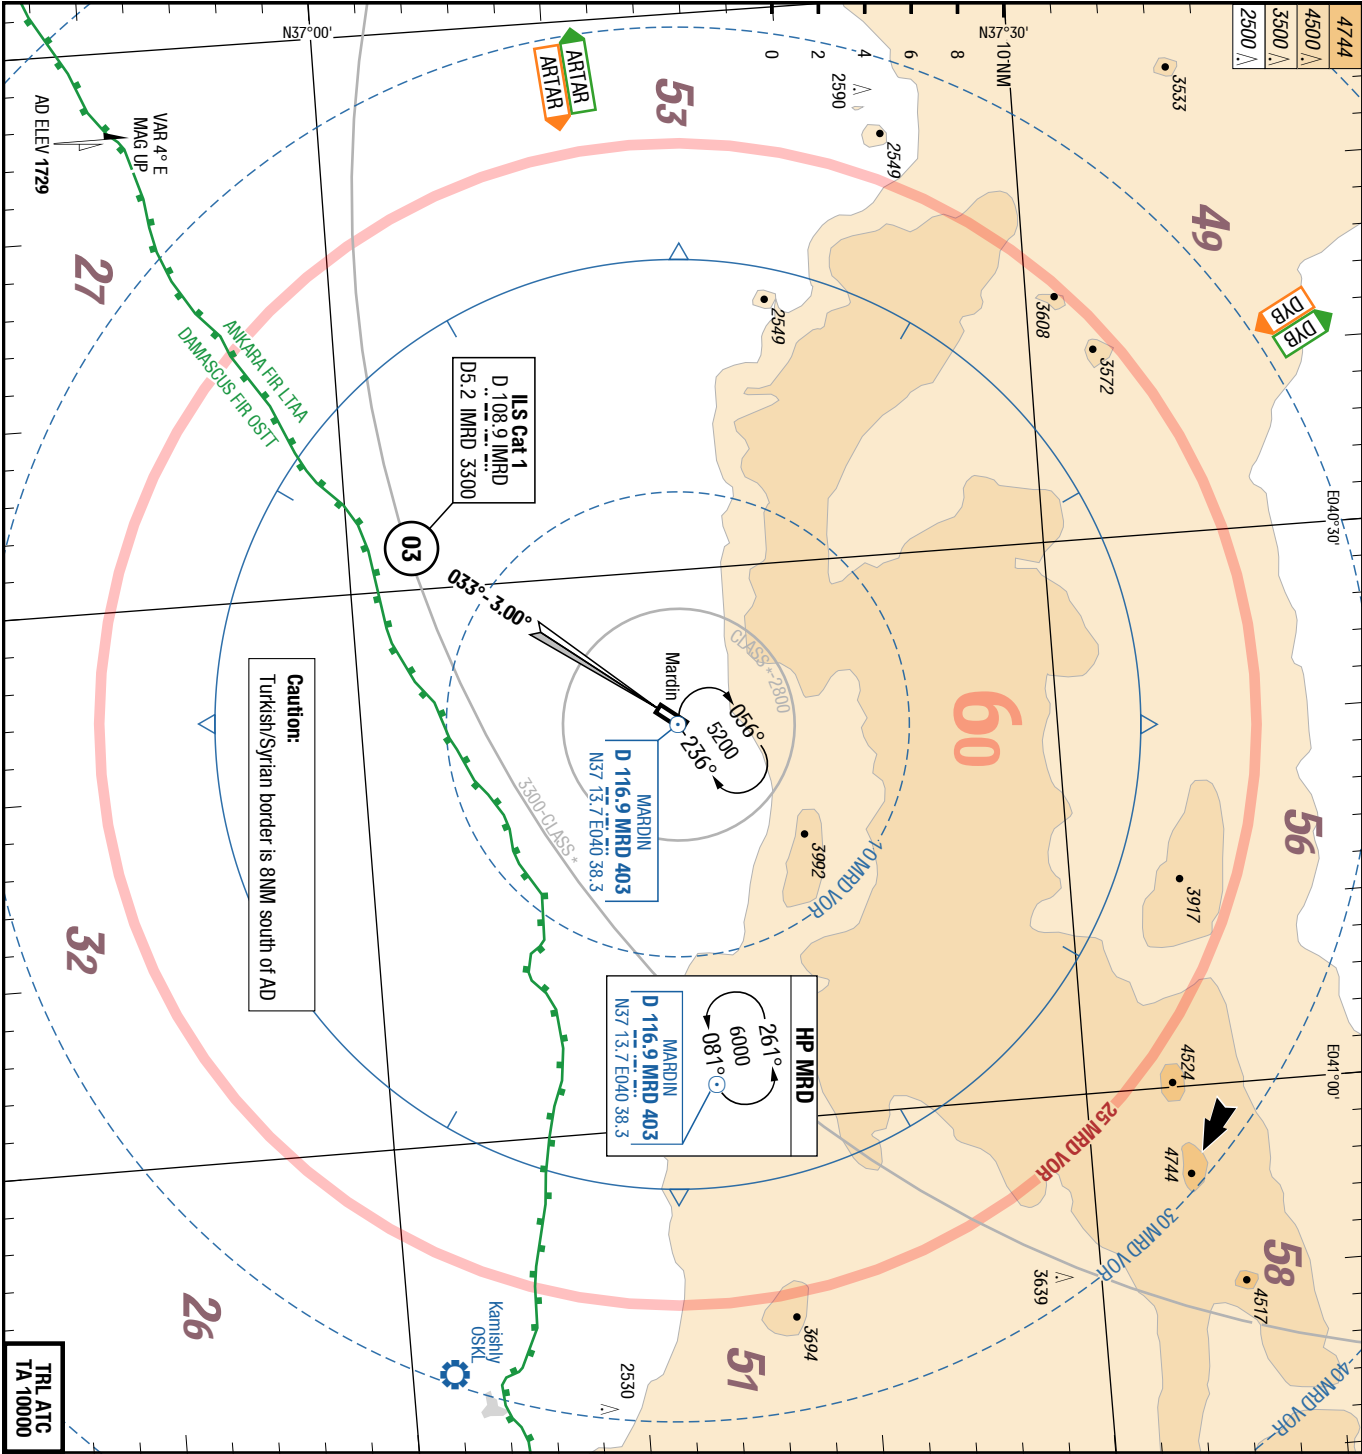 4744
4500
3500
2500
N37°00'
N37°30'
10 NM
8
6
4
2
0
E040°30'
E041°00'
VAR 4° E
MAG UP
AD ELEV 1729
ARTAR
ARTAR
DYB
DYB
53
49
27
56
60
32
58
51
26
3533
2590
2549
2549
3608
3572
3992
3917
4524
4744
4517
3639
3694
2530
ANKARA FIR LTAA
DAMASCUS FIR OSTT
ILS Cat 1
D 108.9 IMRD
D5.2 IMRD 3300
03
033°-3.00°
Mardin
CLASS *-2800
056°
5200
236°
MARDIN
D 116.9 MRD 403
N37 13.7 E040 38.3
3300-CLASS *
10 MRD VOR
25 MRD VOR
30 MRD VOR
40 MRD VOR
HP MRD
261°
6000
081°
MARDIN
D 116.9 MRD 403
N37 13.7 E040 38.3
Caution:
Turkish/Syrian border is 8NM south of AD
Kamishly
OSKL
TRL ATC
TA 10000